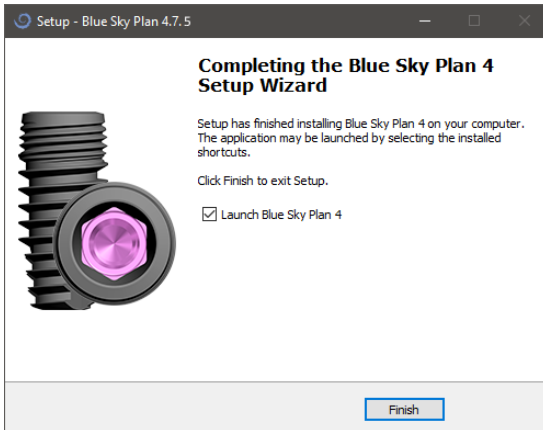 Setup - Blue Sky Plan 4.7.5
Completing the Blue Sky Plan 4
Setup Wizard
Setup has finished installing Blue Sky Plan 4 on your computer.
The application may be launched by selecting the installed
shortcuts.
Click Finish to exit Setup.
Launch Blue Sky Plan 4
Finish